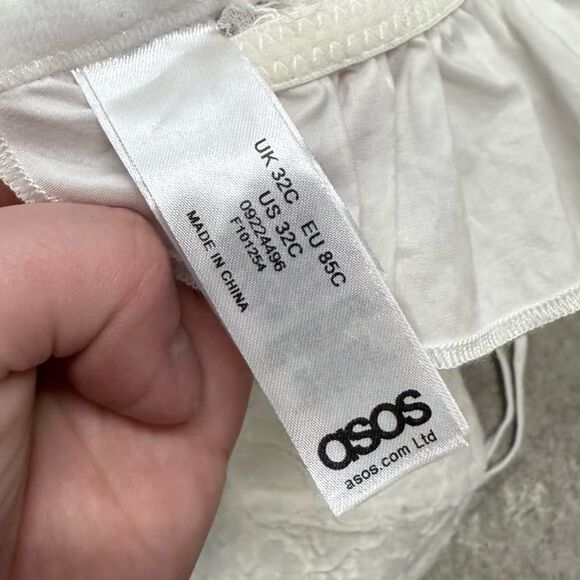 UK 32C EU 85C
US 32C
09224496
F101254
MADE IN CHINA
asos
asos.com Ltd